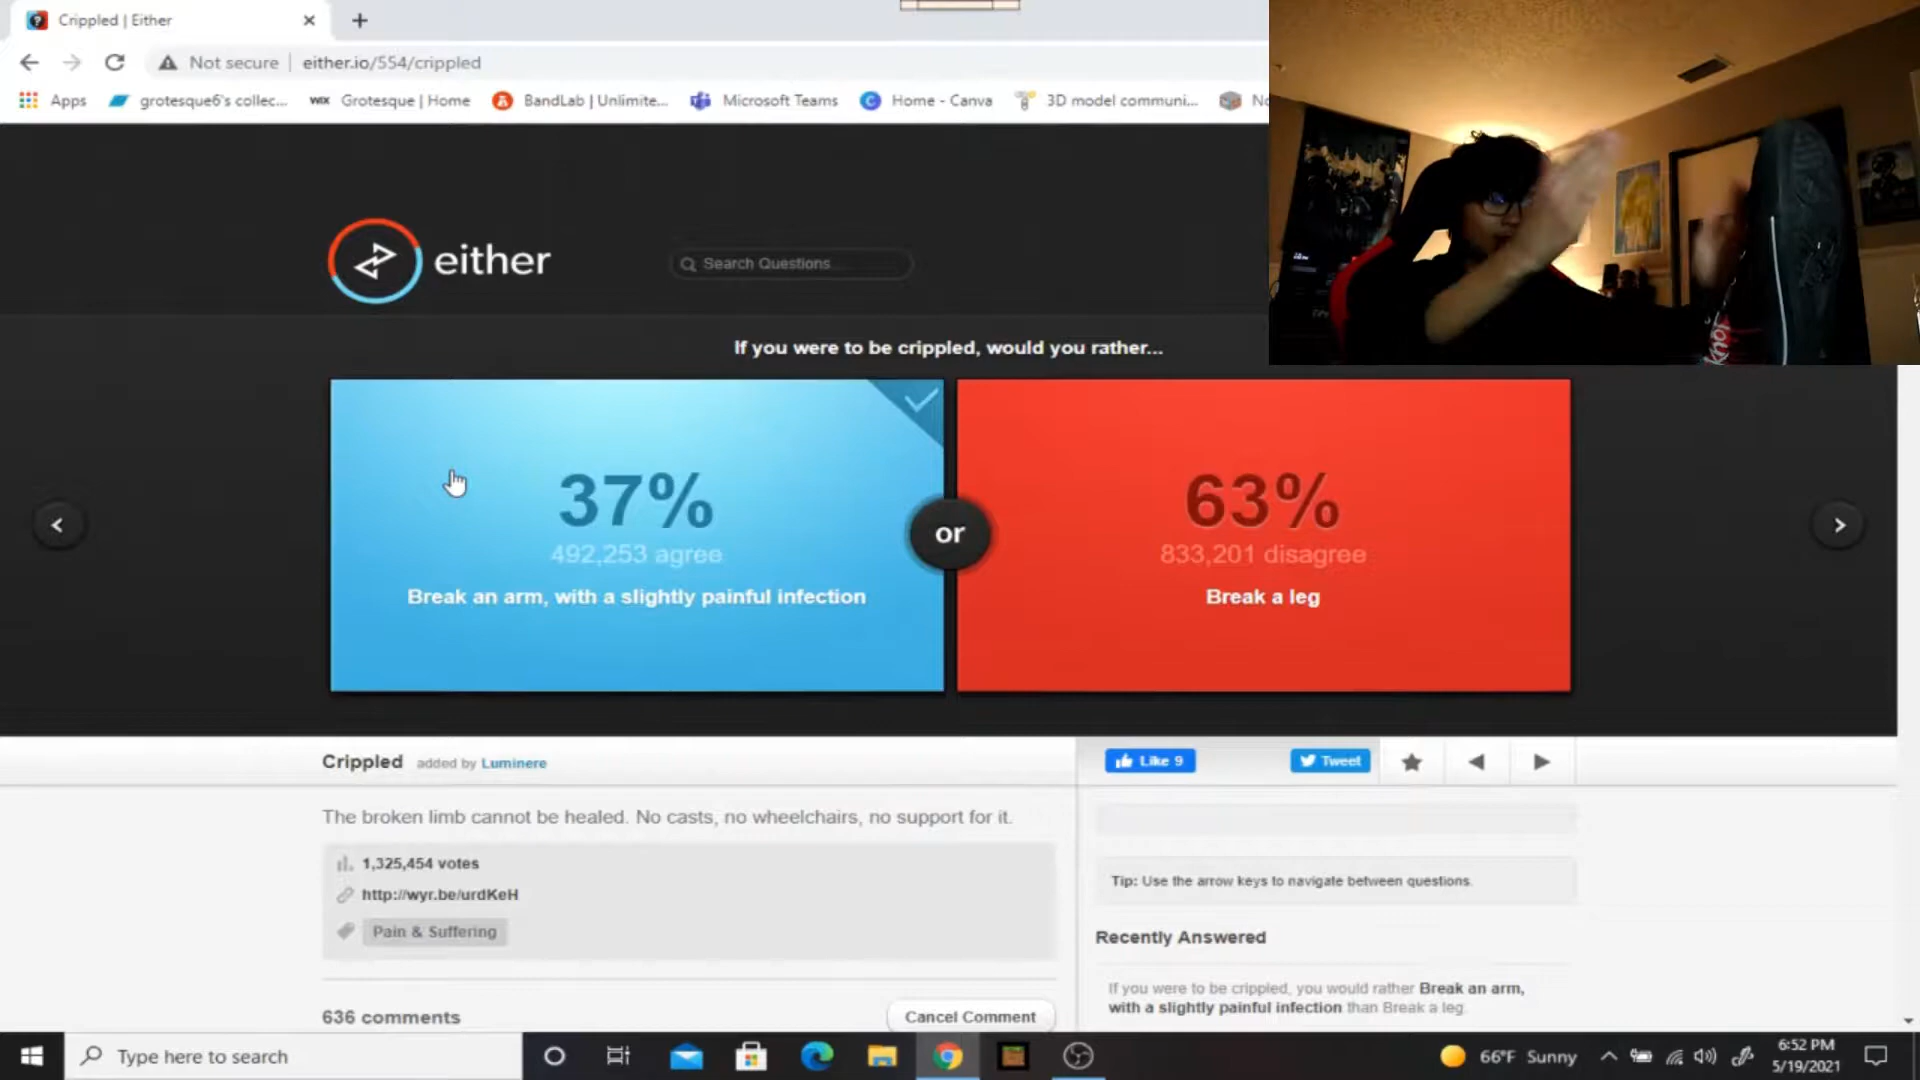 Crippled | Either
Not secure | either.io/554/crippled
Apps grotesque6's collec... WIX Grotesque | Home BandLab | Unlimite... Microsoft Teams Home - Canva 3D model communi...
either
Search Questions
If you were to be crippled, would you rather...
37%
492,253 agree
Break an arm, with a slightly painful infection
or
63%
833,201 disagree
Break a leg
Crippled added by Luminere
Like 9 Tweet
The broken limb cannot be healed. No casts, no wheelchairs, no support for it.
1,325,454 votes
http://wyr.be/urdKeH
Pain & Suffering
636 comments
Cancel Comment
Tip: Use the arrow keys to navigate between questions.
Recently Answered
If you were to be crippled, you would rather Break an arm,
with a slightly painful infection than Break a leg.
Type here to search
66°F Sunny
6:52 PM
5/19/2021